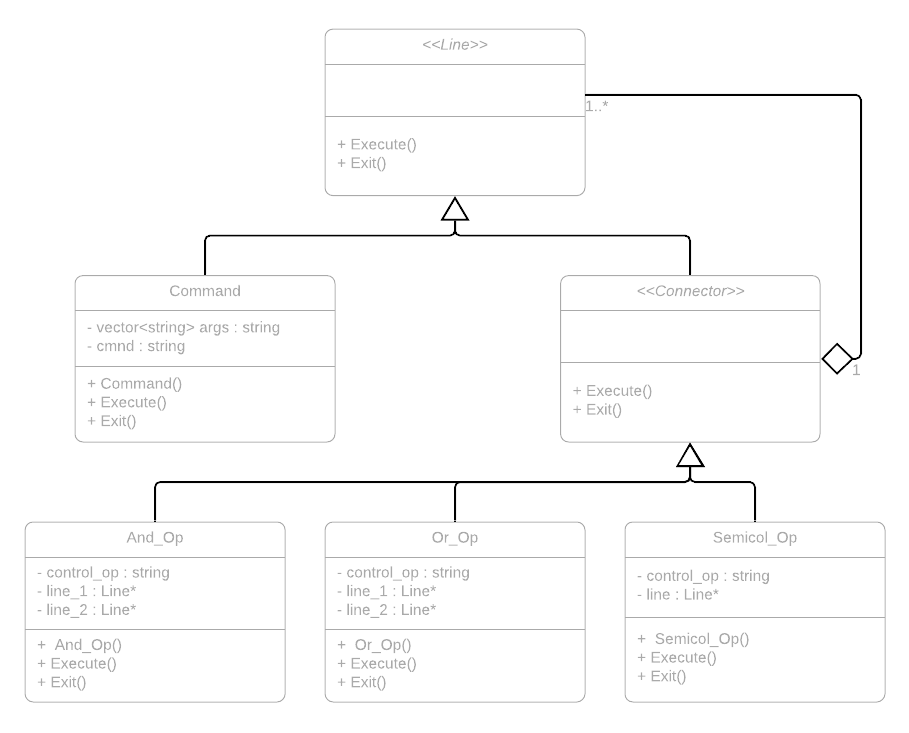 <<Line>>
1..*
+ Execute()
+ Exit()
Command
- vector<string> args : string
- cmnd : string
+ Command()
+ Execute()
+ Exit()
<<Connector>>
1
+ Execute()
+ Exit()
And_Op
- control_op : string
- line_1 : Line*
- line_2 : Line*
+  And_Op()
+ Execute()
+ Exit()
Or_Op
- control_op : string
- line_1 : Line*
- line_2 : Line*
+  Or_Op()
+ Execute()
+ Exit()
Semicol_Op
- control_op : string
- line : Line*
+  Semicol_Op()
+ Execute()
+ Exit()